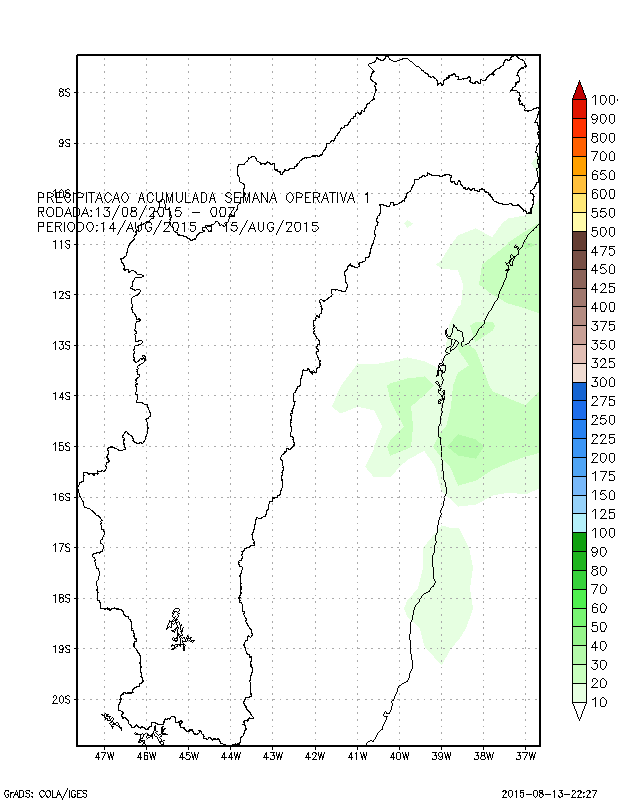 PRECIPITACAO ACUMULADA SEMANA OPERATIVA 1
RODADA:13/08/2015 - 00Z
PERIODO:14/AUG/2015 - 15/AUG/2015
8S
9S
10S
11S
12S
13S
14S
15S
16S
17S
18S
19S
20S
47W 46W 45W 44W 43W 42W 41W 40W 39W 38W 37W
100
900
800
700
650
600
550
500
475
450
425
400
375
350
325
300
275
250
225
200
175
150
125
100
90
80
70
60
50
40
30
20
10
GrADS: COLA/IGES
2015-08-13-22:27